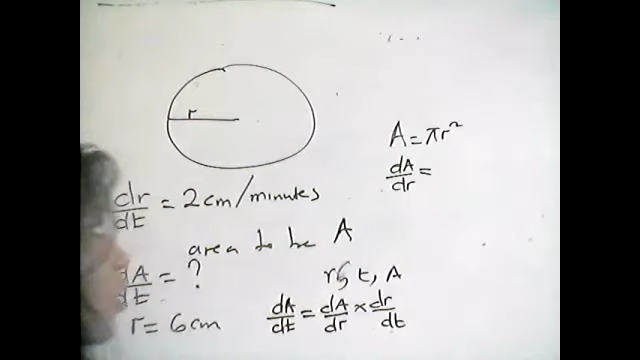 r
A = πr²
dA/dr =
dr/dt = 2cm/minutes
area to be A
dA/dt = ?
r, t, A
r = 6cm
dA/dt = dA/dr × dr/dt